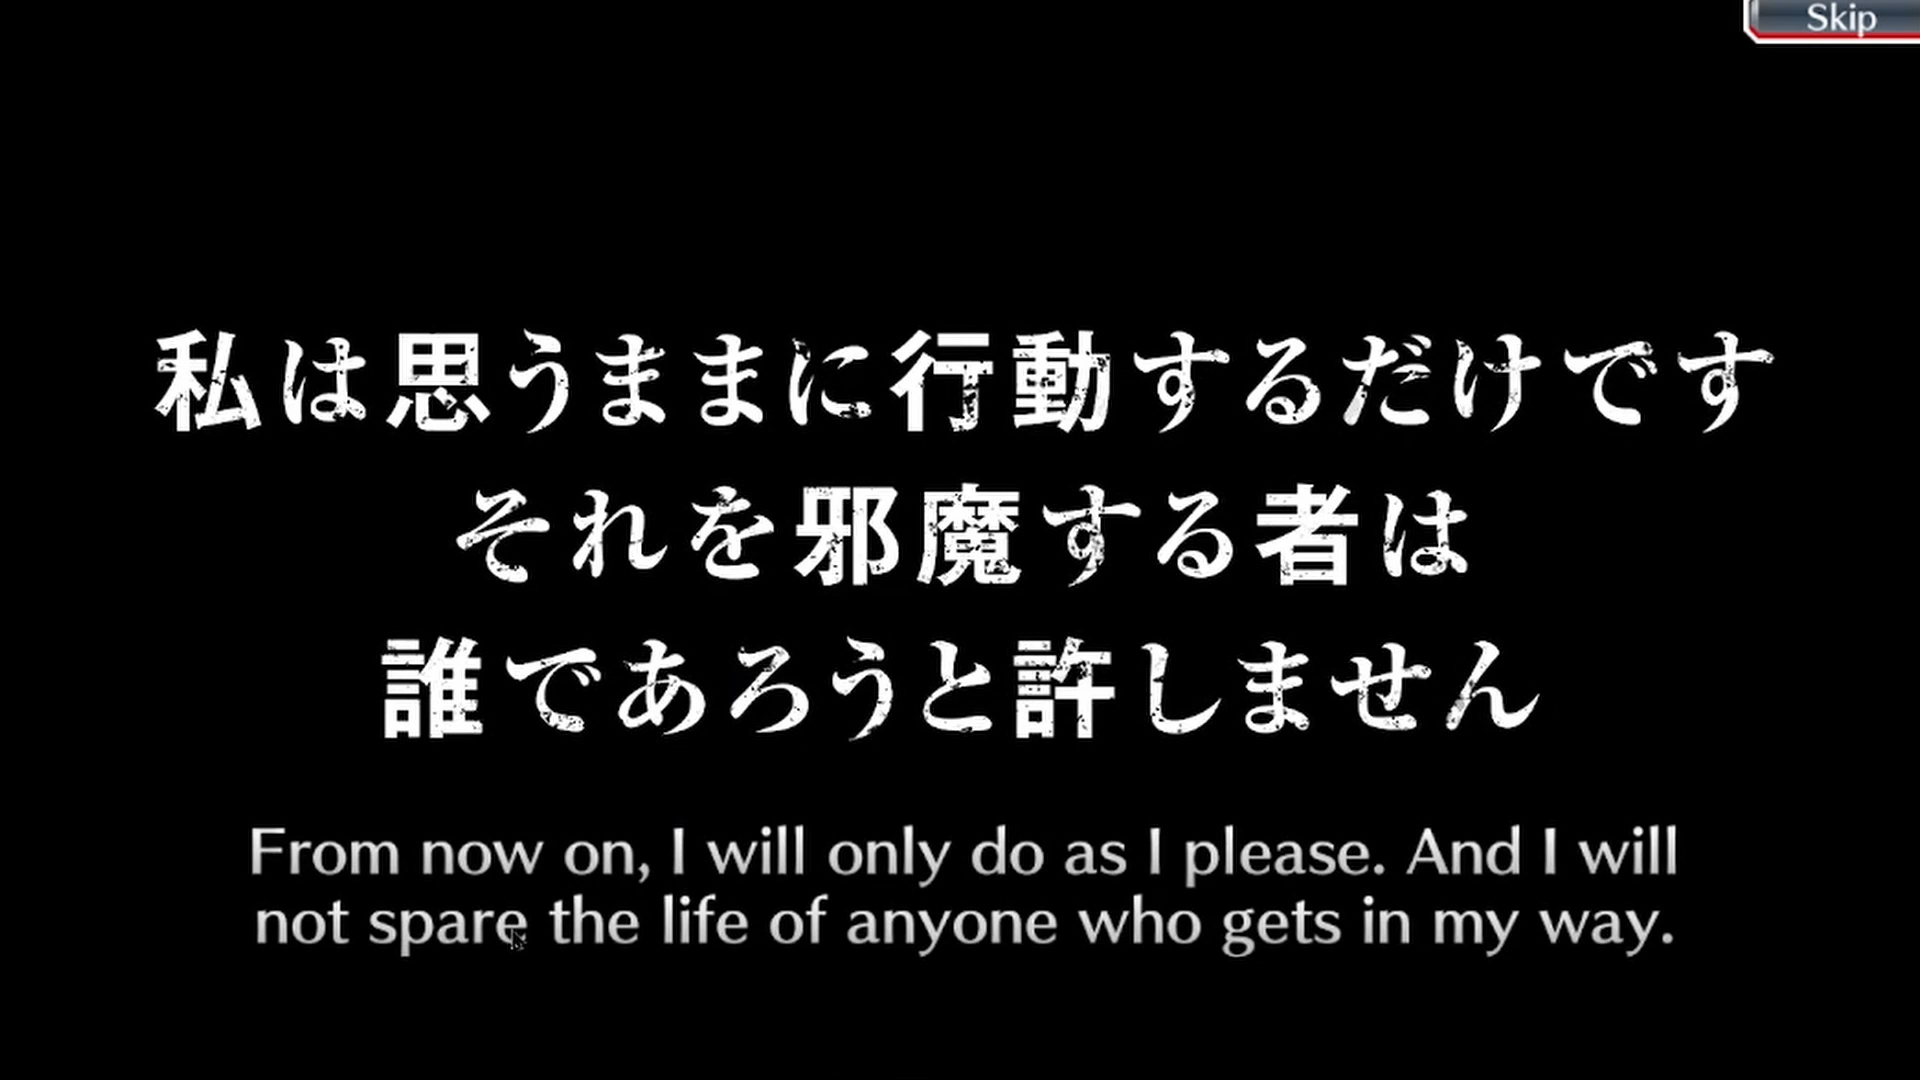 Skip
私は思うままに行動するだけです
それを邪魔する者は
誰であろうと許しません
From now on, I will only do as I please. And I will
not spare the life of anyone who gets in my way.